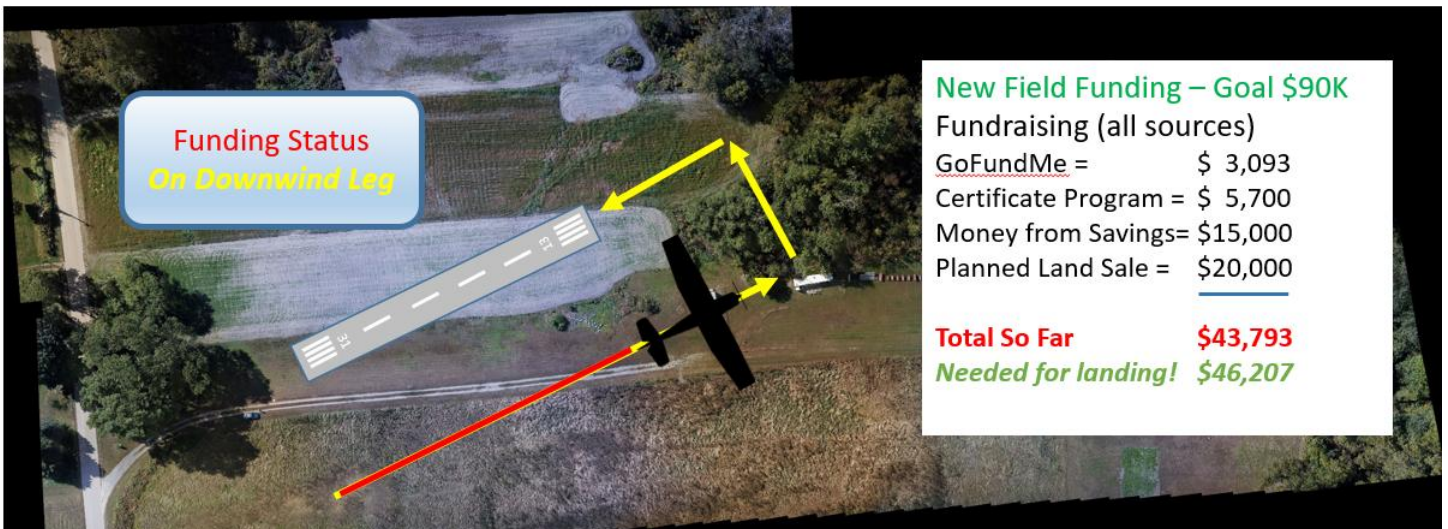 Funding Status
On Downwind Leg
31
13
New Field Funding – Goal $90K
Fundraising (all sources)
GoFundMe = $ 3,093
Certificate Program = $ 5,700
Money from Savings= $15,000
Planned Land Sale = $20,000
Total So Far $43,793
Needed for landing! $46,207